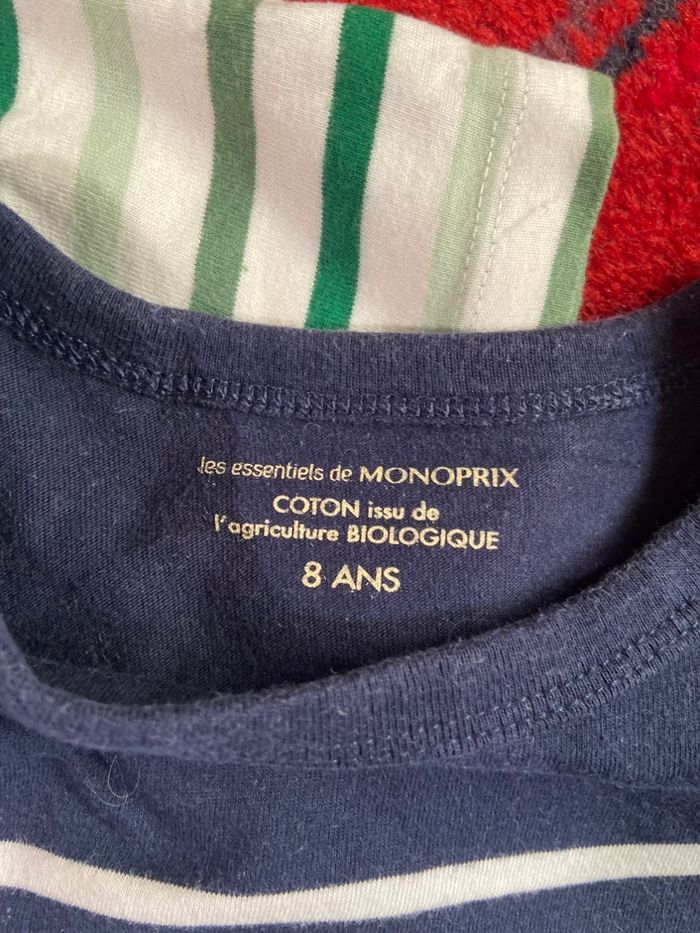 les essentiels de MONOPRIX
COTON issu de
l'agriculture BIOLOGIQUE
8 ANS